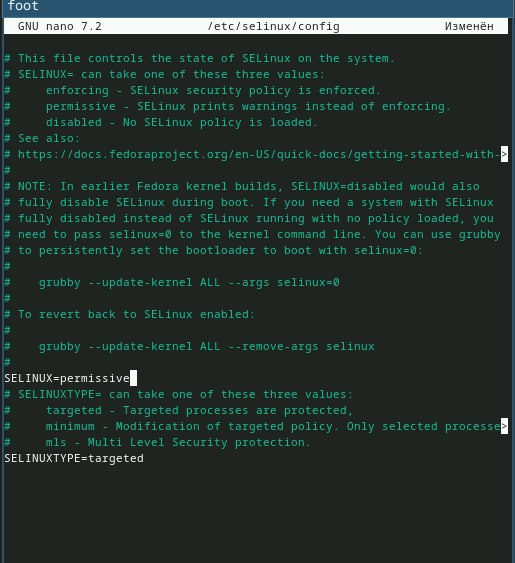 foot
GNU nano 7.2 /etc/selinux/config Изменён
# This file controls the state of SELinux on the system.
# SELINUX= can take one of these three values:
#     enforcing - SELinux security policy is enforced.
#     permissive - SELinux prints warnings instead of enforcing.
#     disabled - No SELinux policy is loaded.
# See also:
# https://docs.fedoraproject.org/en-US/quick-docs/getting-started-with->
#
# NOTE: In earlier Fedora kernel builds, SELINUX=disabled would also
# fully disable SELinux during boot. If you need a system with SELinux
# fully disabled instead of SELinux running with no policy loaded, you
# need to pass selinux=0 to the kernel command line. You can use grubby
# to persistently set the bootloader to boot with selinux=0:
#
#    grubby --update-kernel ALL --args selinux=0
#
# To revert back to SELinux enabled:
#
#    grubby --update-kernel ALL --remove-args selinux
#
SELINUX=permissive
# SELINUXTYPE= can take one of these three values:
#     targeted - Targeted processes are protected,
#     minimum - Modification of targeted policy. Only selected processe>
#     mls - Multi Level Security protection.
SELINUXTYPE=targeted